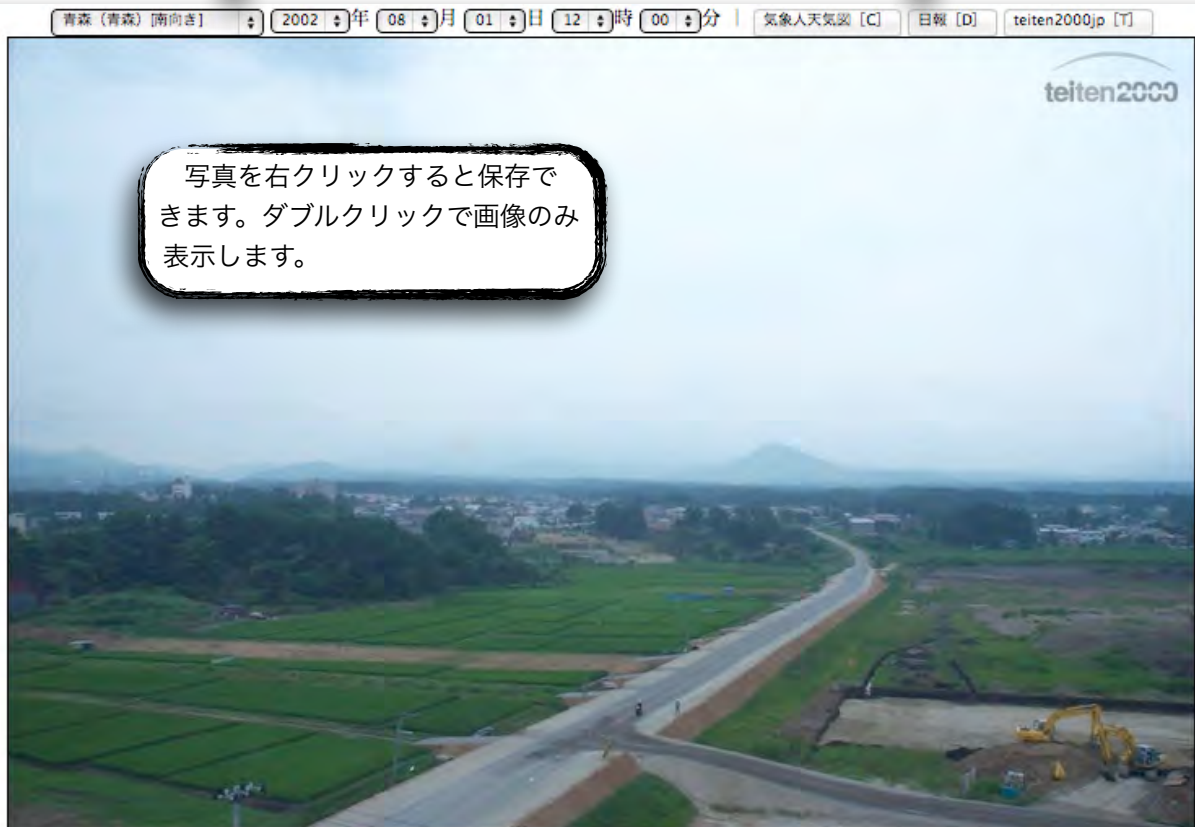 青森（青森）[南向き] 2002 年 08 月 01 日 12 時 00 分 | 気象人天気図 [C] 日報 [D] teiten2000jp [T]
teiten2000
写真を右クリックすると保存で
きます。ダブルクリックで画像のみ
表示します。